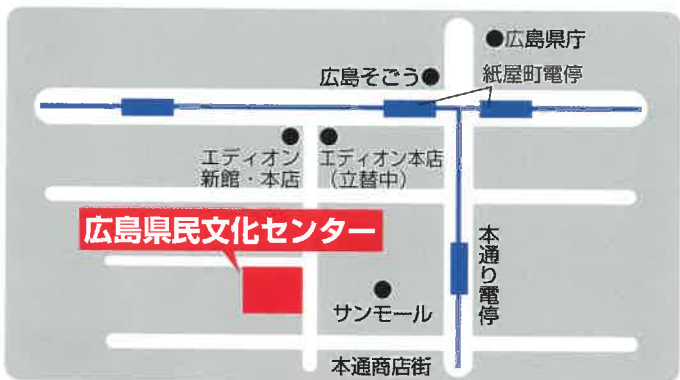 広島県庁
広島そごう
紙屋町電停
エディオン
新館・本店
エディオン本店
(立替中)
広島県民文化センター
本通り電停
サンモール
本通商店街